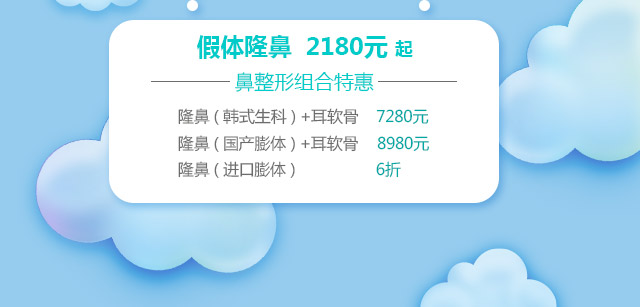 假体隆鼻 2180元 起
鼻整形组合特惠
隆鼻(韩式生科)+耳软骨 7280元
隆鼻(国产膨体)+耳软骨 8980元
隆鼻(进口膨体) 6折